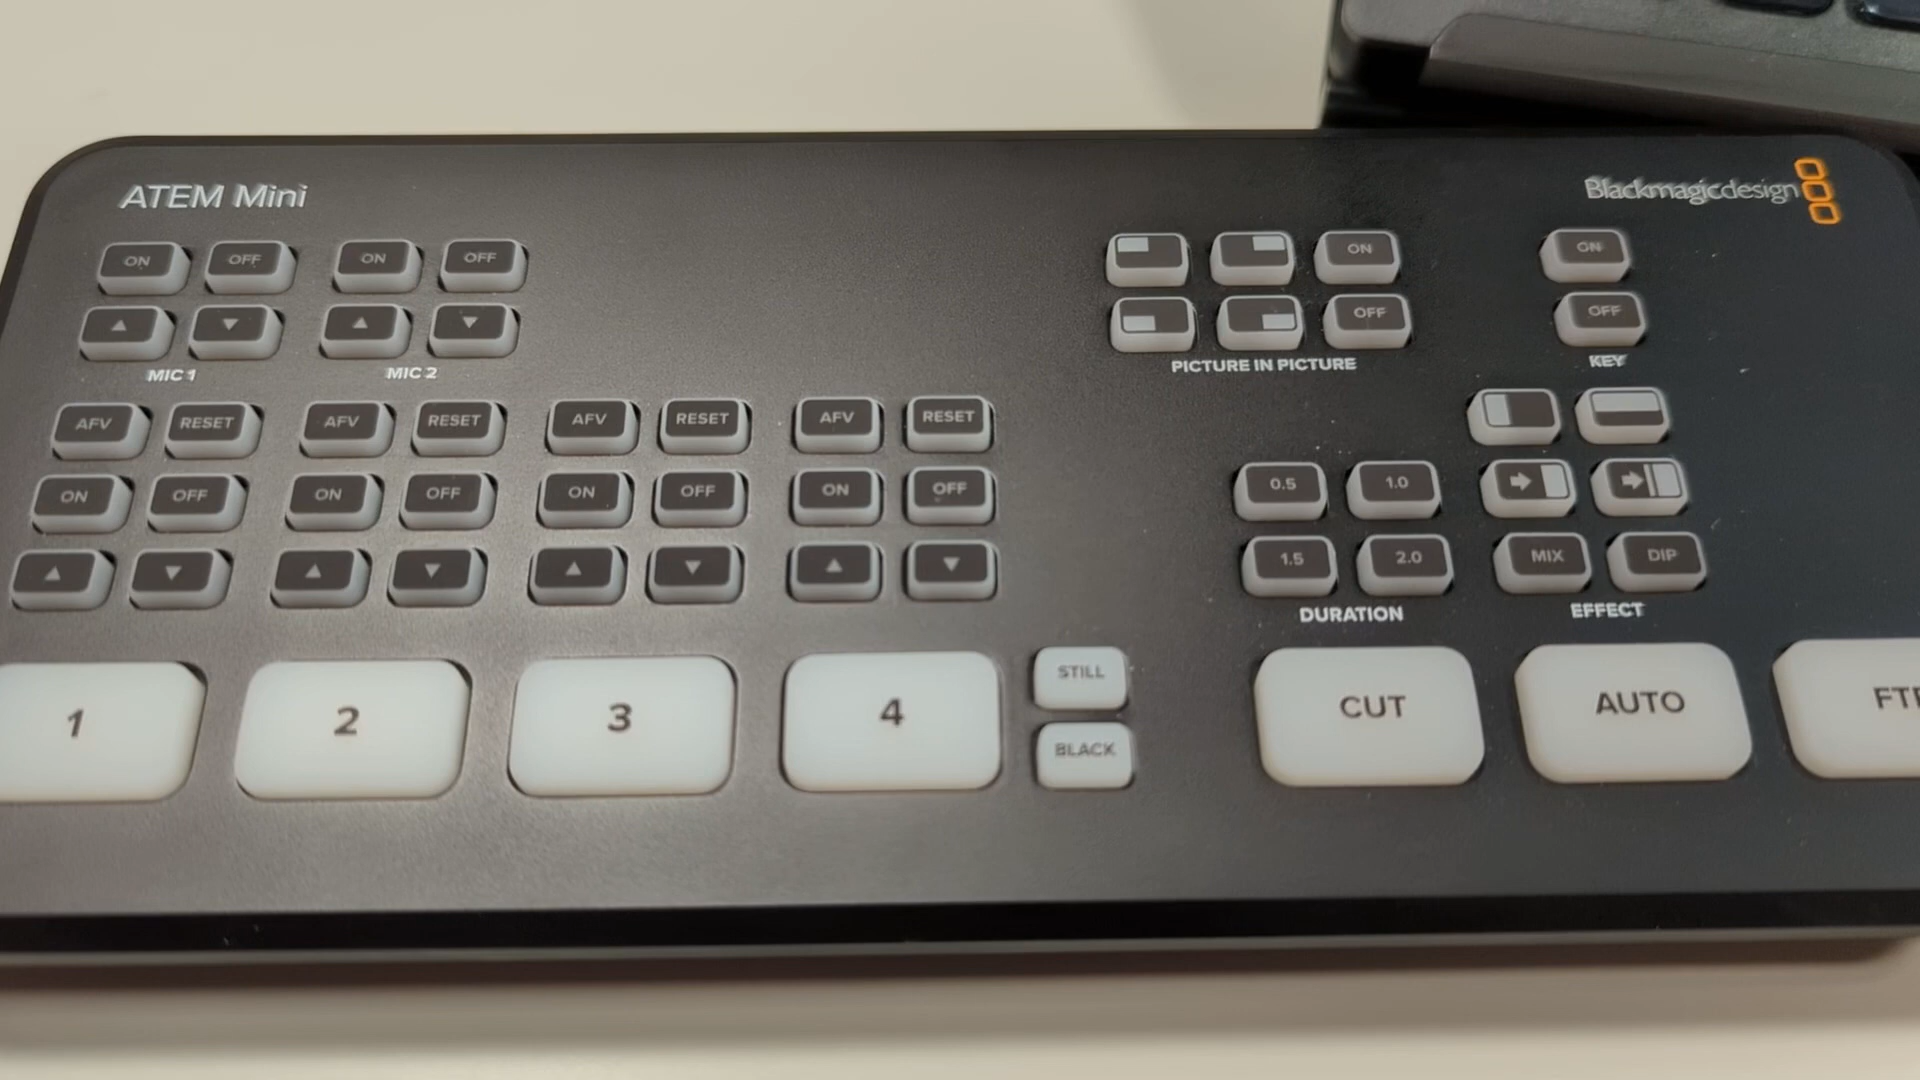 ATEM Mini
Blackmagicdesign
ON OFF ON OFF
MIC 1 MIC 2
ON
OFF
PICTURE IN PICTURE
ON
OFF
KEY
AFV RESET AFV RESET AFV RESET AFV RESET
ON OFF ON OFF ON OFF ON OFF
0.5 1.0
1.5 2.0
DURATION
MIX DIP
EFFECT
1 2 3 4
STILL
BLACK
CUT AUTO